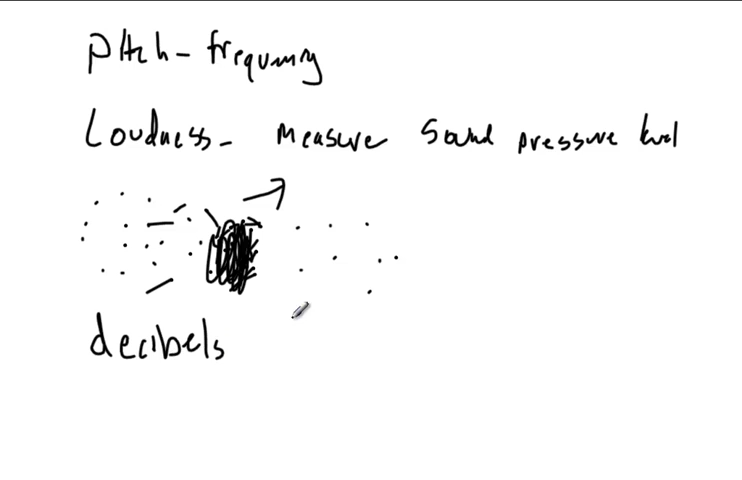 Pitch - frequency
Loudness - Measure Sound pressure level
decibels